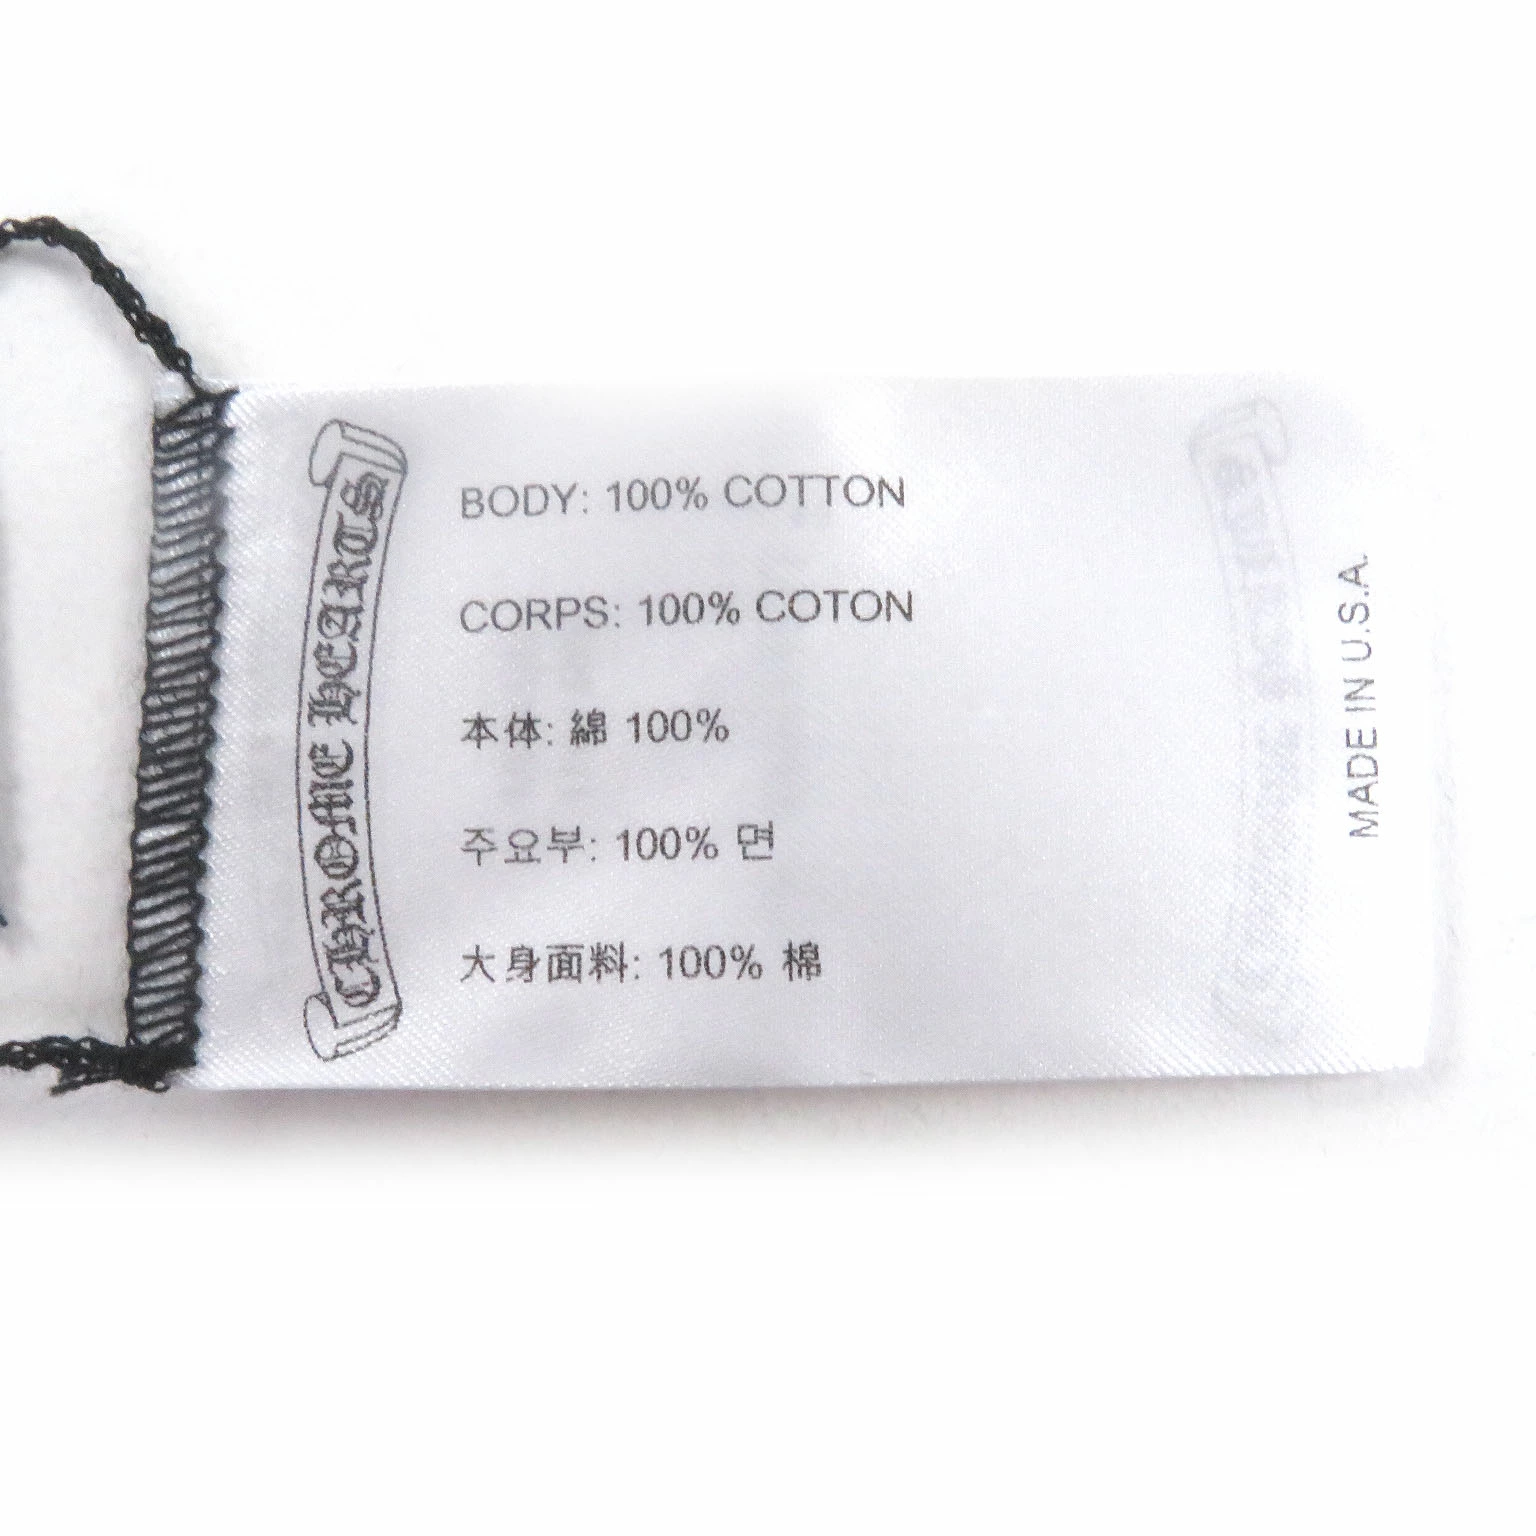 CHROME HEARTS
BODY: 100% COTTON
CORPS: 100% COTON
本体: 綿 100%
주요부: 100% 면
大身面料: 100% 棉
MADE IN U.S.A.